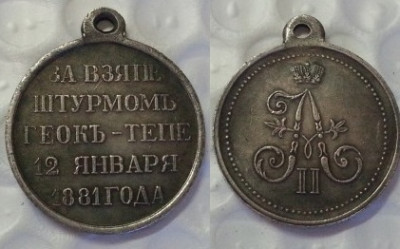 ЗА ВЗЯТІЕ
ШТУРМОМЪ
ГЕОКЪ-ТЕПЕ
12 ЯНВАРЯ
1881 ГОДА
А
II